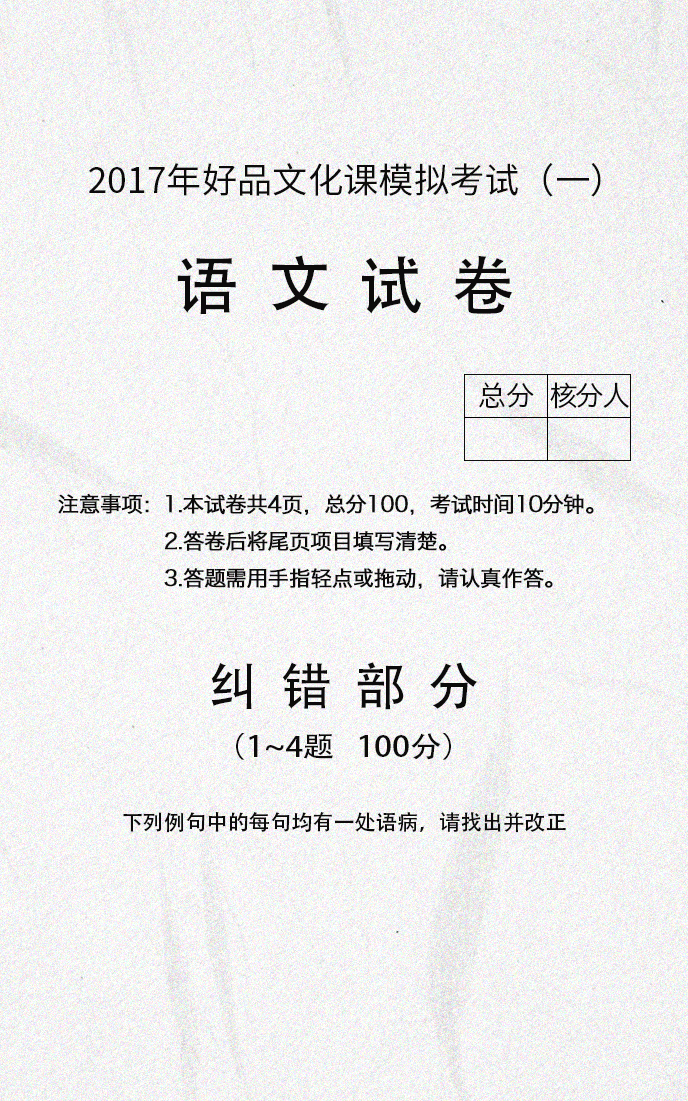 2017年好品文化课模拟考试（一）
语文试卷
总分 核分人
注意事项：1.本试卷共4页，总分100，考试时间10分钟。
2.答卷后将尾页项目填写清楚。
3.答题需用手指轻点或拖动，请认真作答。
纠错部分
（1~4题 100分）
下列例句中的每句均有一处语病，请找出并改正